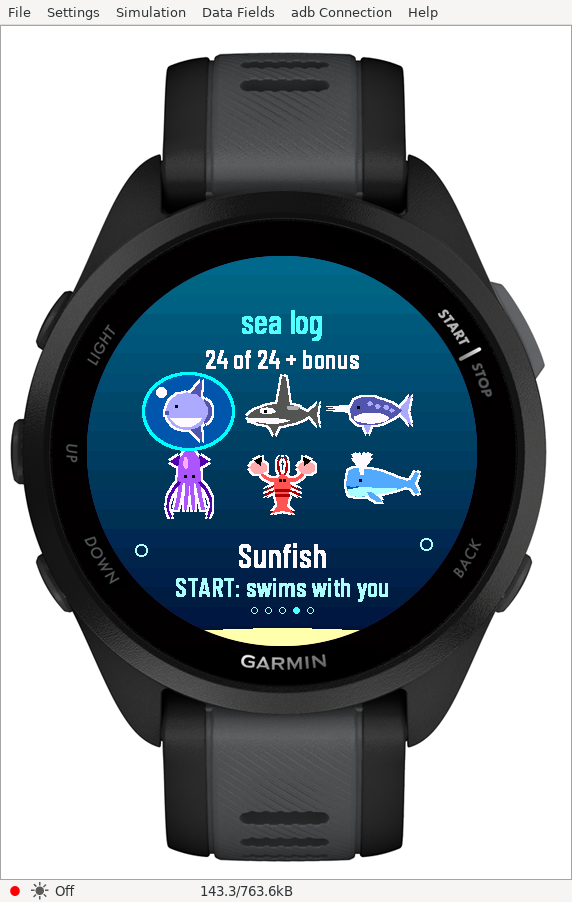 File Settings Simulation Data Fields adb Connection Help
LIGHT
START
STOP
sea log
24 of 24 + bonus
UP
DOWN
BACK
Sunfish
START: swims with you
GARMIN
Off 143.3/763.6kB